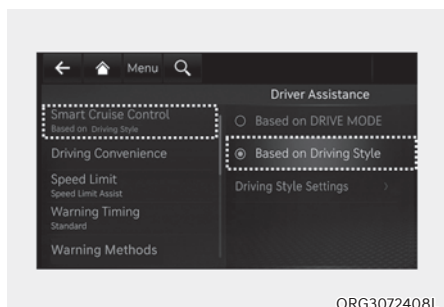 Menu
Driver Assistance
Smart Cruise Control
Based on Driving Style
Driving Convenience
Speed Limit
Speed Limit Assist
Warning Timing
Standard
Warning Methods
Based on DRIVE MODE
Based on Driving Style
Driving Style Settings
ORG3072408L